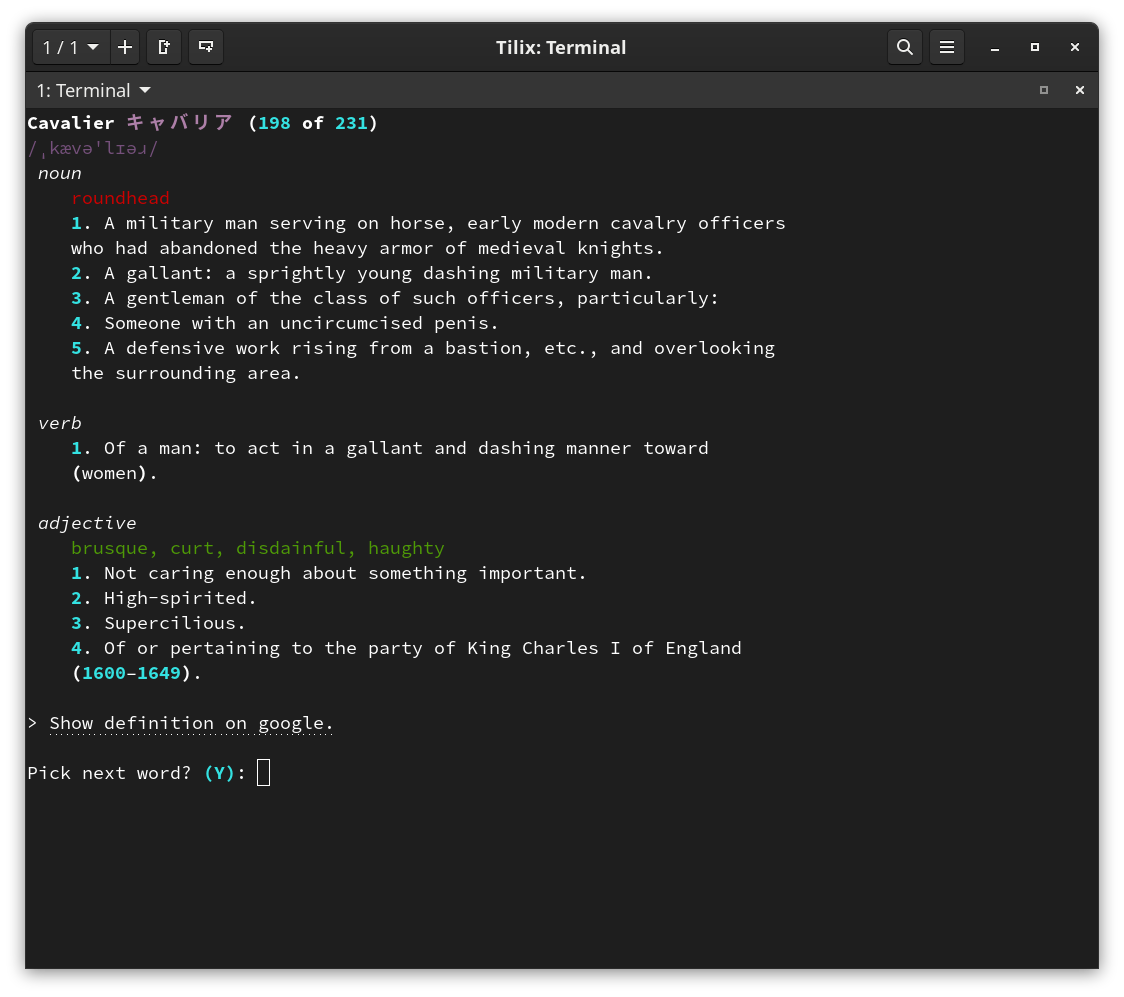 1 / 1
Tilix: Terminal
1: Terminal
Cavalier キャバリア (198 of 231)
/ˌkævəˈlɪəɹ/
noun
roundhead
1. A military man serving on horse, early modern cavalry officers
who had abandoned the heavy armor of medieval knights.
2. A gallant: a sprightly young dashing military man.
3. A gentleman of the class of such officers, particularly:
4. Someone with an uncircumcised penis.
5. A defensive work rising from a bastion, etc., and overlooking
the surrounding area.
verb
1. Of a man: to act in a gallant and dashing manner toward
(women).
adjective
brusque, curt, disdainful, haughty
1. Not caring enough about something important.
2. High-spirited.
3. Supercilious.
4. Of or pertaining to the party of King Charles I of England
(1600–1649).
> Show definition on google.
Pick next word? (Y):